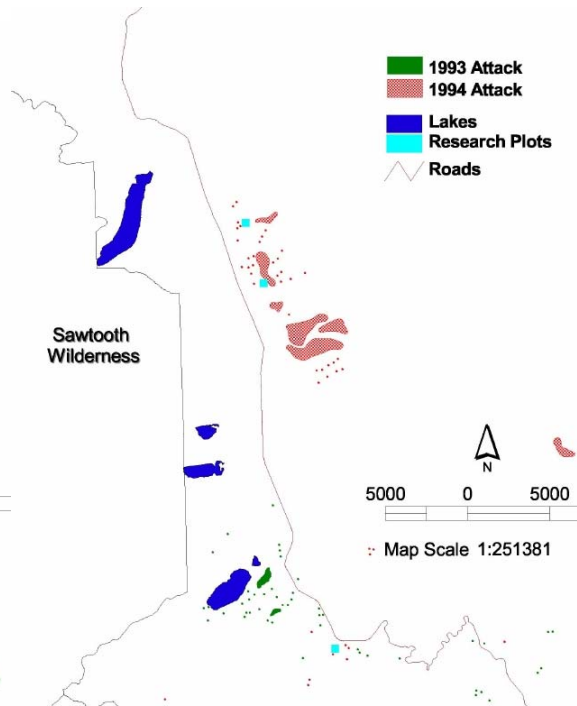 1993 Attack
1994 Attack
Lakes
Research Plots
Roads
Sawtooth
Wilderness
N
5000 0 5000
Map Scale 1:251381